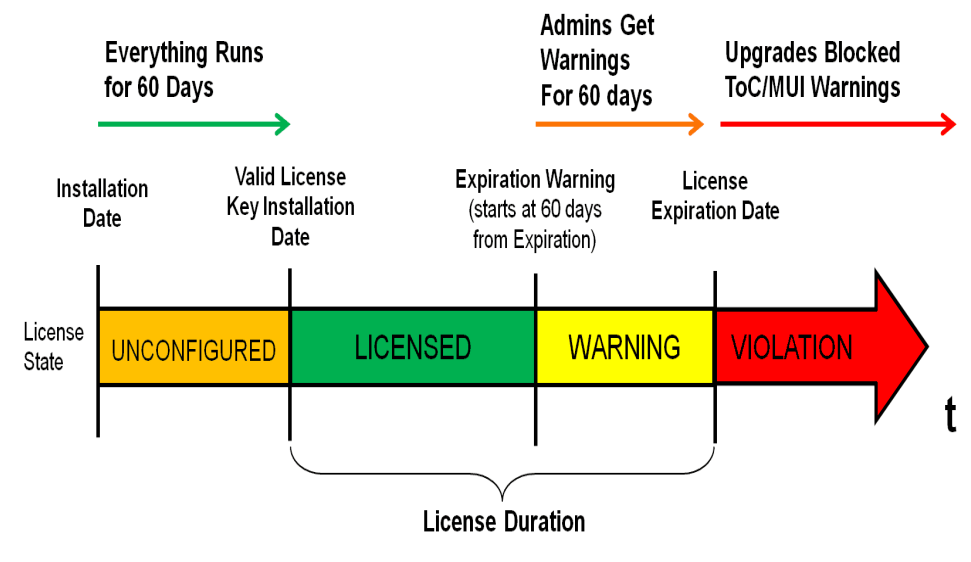 Everything Runs
for 60 Days
Admins Get
Warnings
For 60 days
Upgrades Blocked
ToC/MUI Warnings
Installation
Date
Valid License
Key Installation
Date
Expiration Warning
(starts at 60 days
from Expiration)
License
Expiration Date
License
State
UNCONFIGURED
LICENSED
WARNING
VIOLATION
t
License Duration